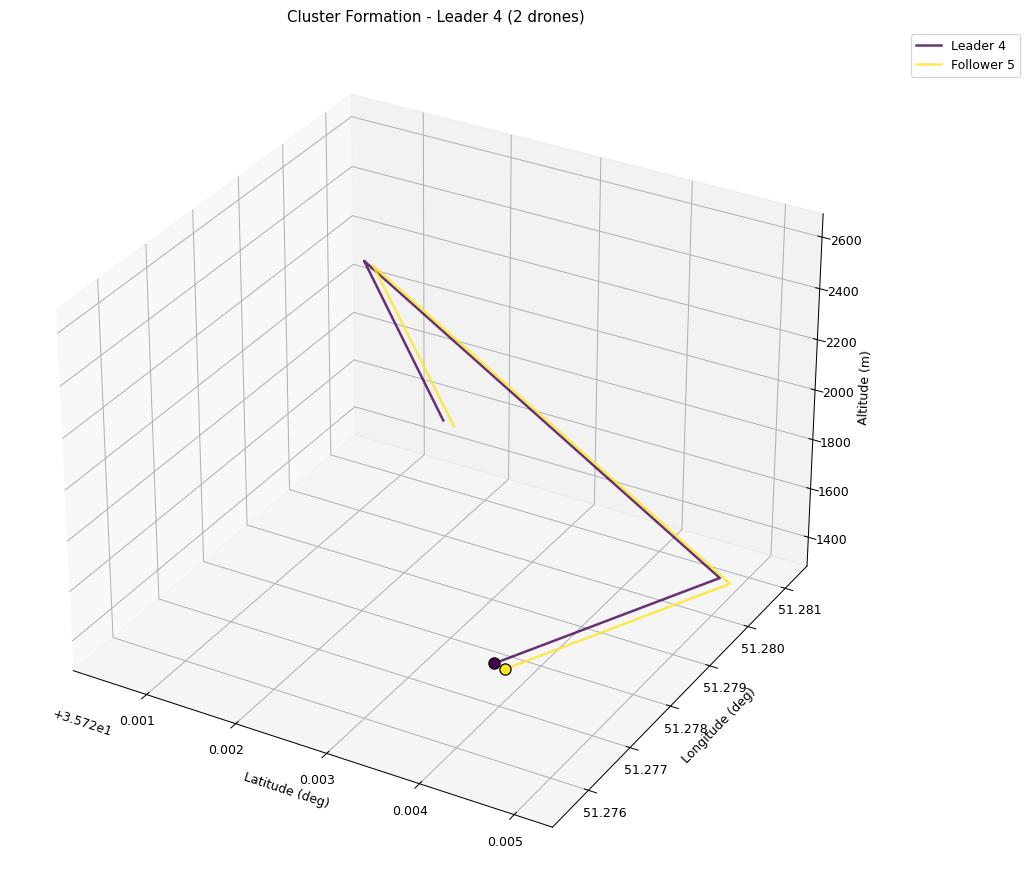 Cluster Formation - Leader 4 (2 drones)
Leader 4
Follower 5
2600
2400
2200
2000
1800
1600
1400
Altitude (m)
51.281
51.280
51.279
51.278
51.277
51.276
Longitude (deg)
+3.572e1
0.001
0.002
0.003
0.004
0.005
Latitude (deg)